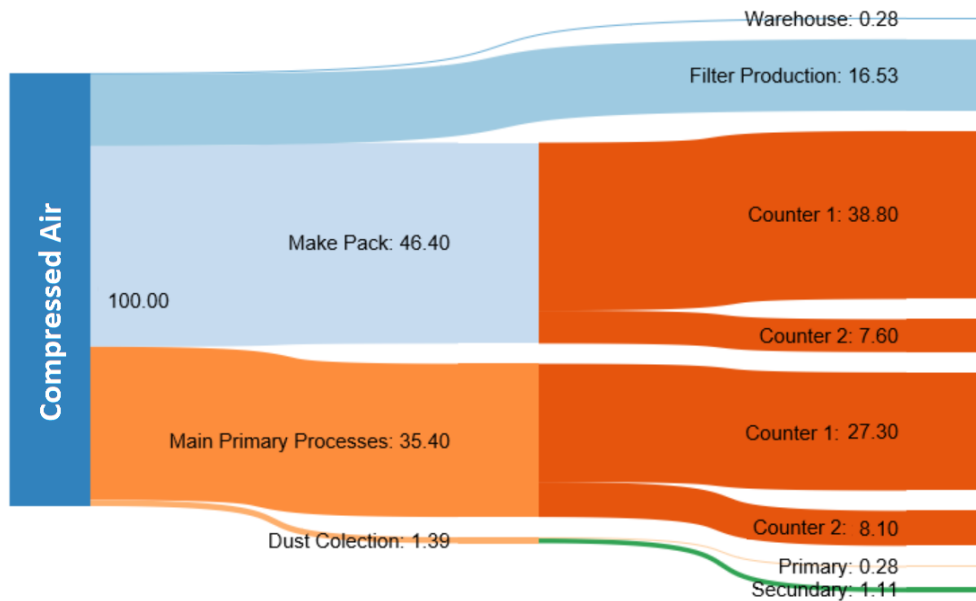 Warehouse: 0.28
Filter Production: 16.53
Counter 1: 38.80
Make Pack: 46.40
Compressed Air
100.00
Counter 2: 7.60
Counter 1: 27.30
Main Primary Processes: 35.40
Counter 2: 8.10
Dust Colection: 1.39
Primary: 0.28
Secundary: 1.11